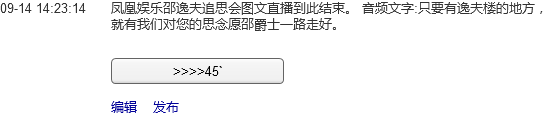 09-14 14:23:14 凤凰娱乐邵逸夫追思会图文直播到此结束。 音频文字:只要有逸夫楼的地方，
就有我们对您的思念愿邵爵士一路走好。
>>>>45`
编辑 发布